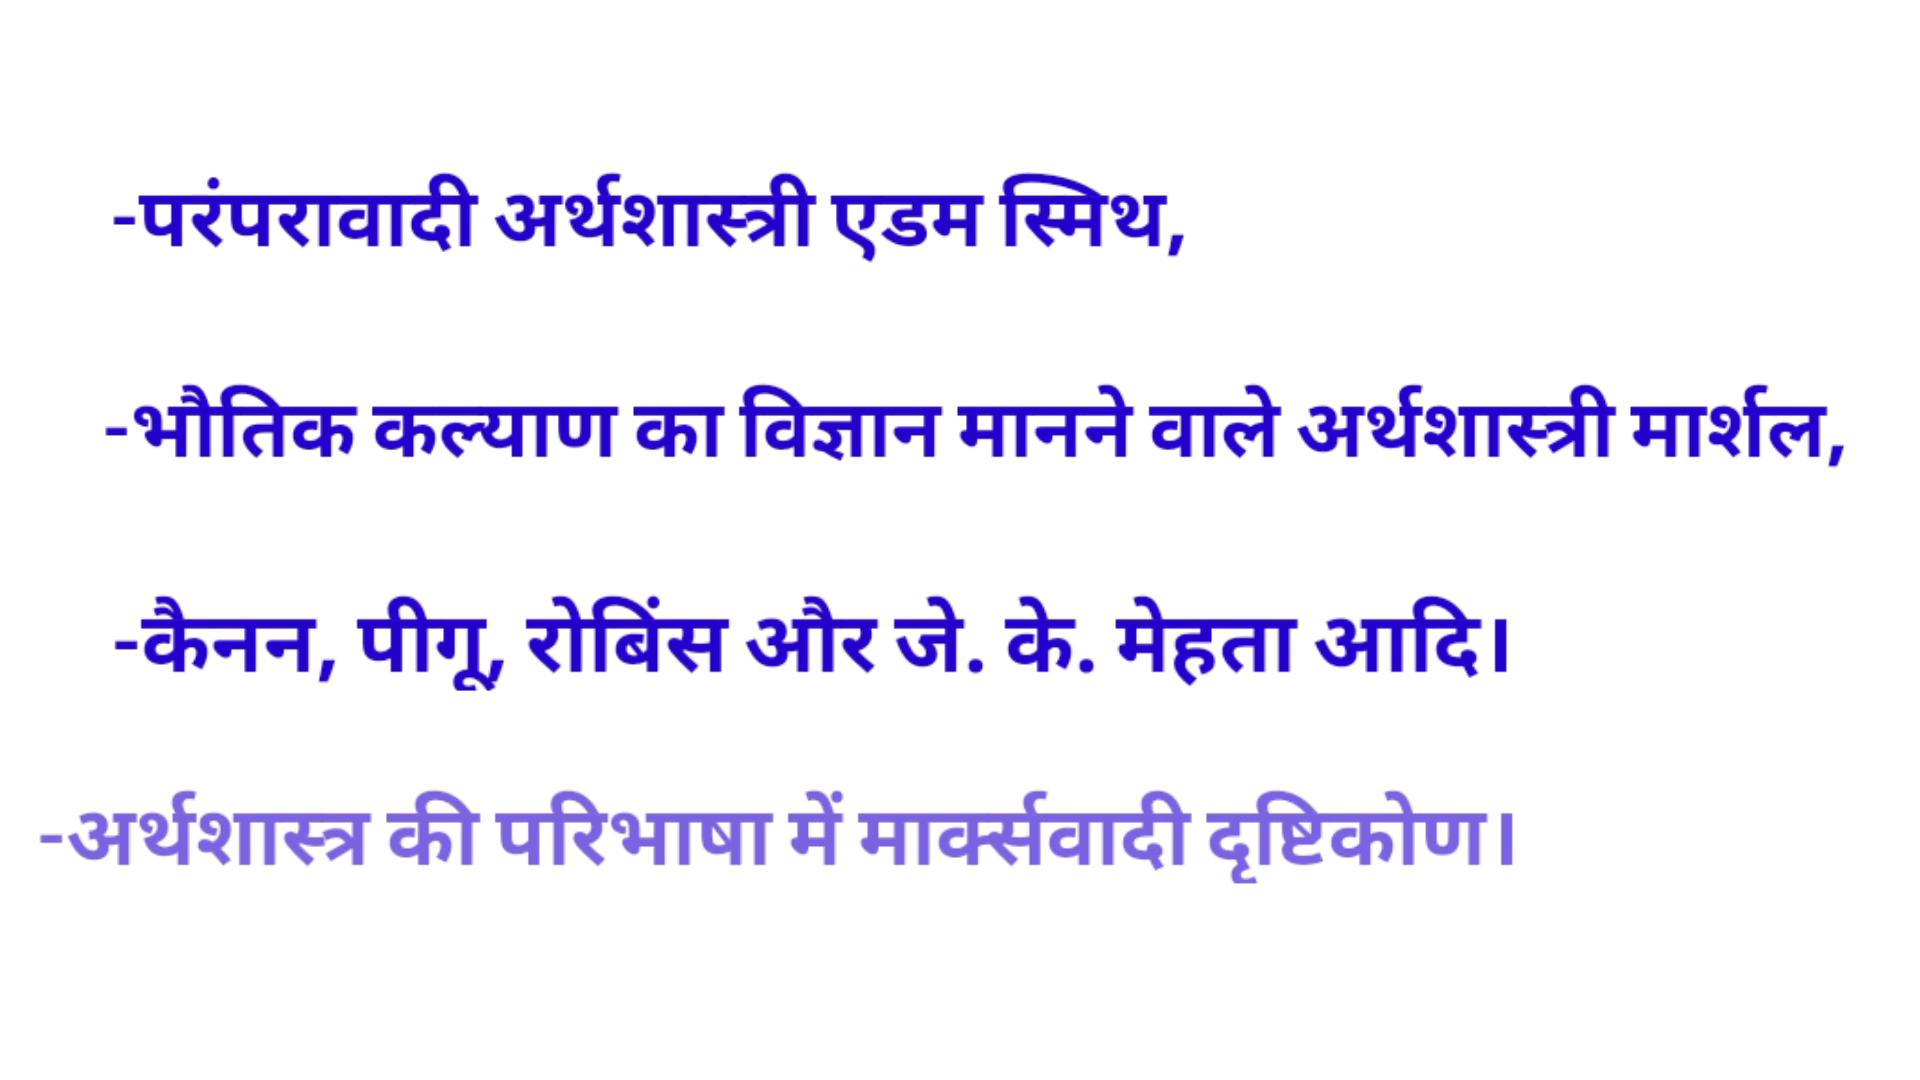 -परंपरावादी अर्थशास्त्री एडम स्मिथ,
-भौतिक कल्याण का विज्ञान मानने वाले अर्थशास्त्री मार्शल,
-कैनन, पीगू, रोबिंस और जे. के. मेहता आदि।
-अर्थशास्त्र की परिभाषा में मार्क्सवादी दृष्टिकोण।